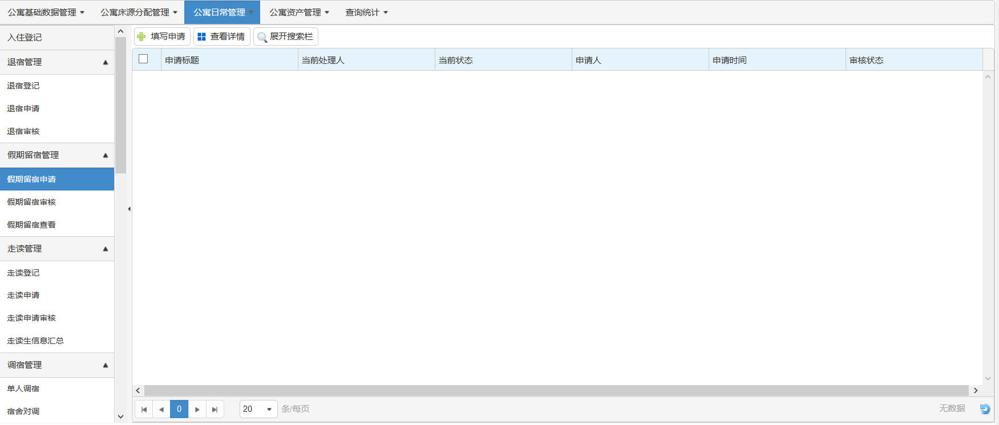 公寓基础数据管理 公寓床源分配管理 公寓日常管理 公寓资产管理 查询统计
入住登记
退宿管理
退宿登记
退宿申请
退宿审核
假期留宿管理
假期留宿申请
假期留宿审核
假期留宿查看
走读管理
走读登记
走读申请
走读申请审核
走读生信息汇总
调宿管理
单人调宿
宿舍对调
填写申请 查看详情 展开搜索栏
申请标题 当前处理人 当前状态 申请人 申请时间 审核状态
0 20 条/每页 无数据